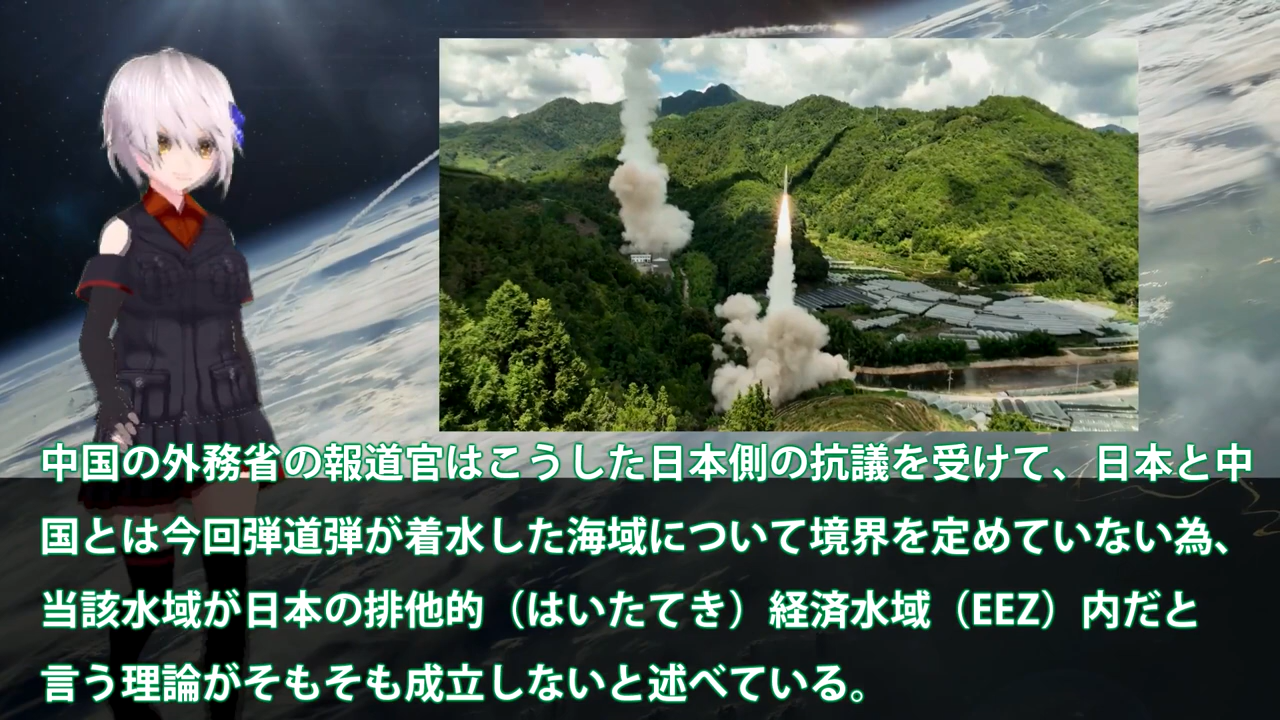 中国の外務省の報道官はこうした日本側の抗議を受けて、日本と中
国とは今回弾道弾が着水した海域について境界を定めていない為、
当該水域が日本の排他的（はいたてき）経済水域（EEZ）内だと
言う理論がそもそも成立しないと述べている。